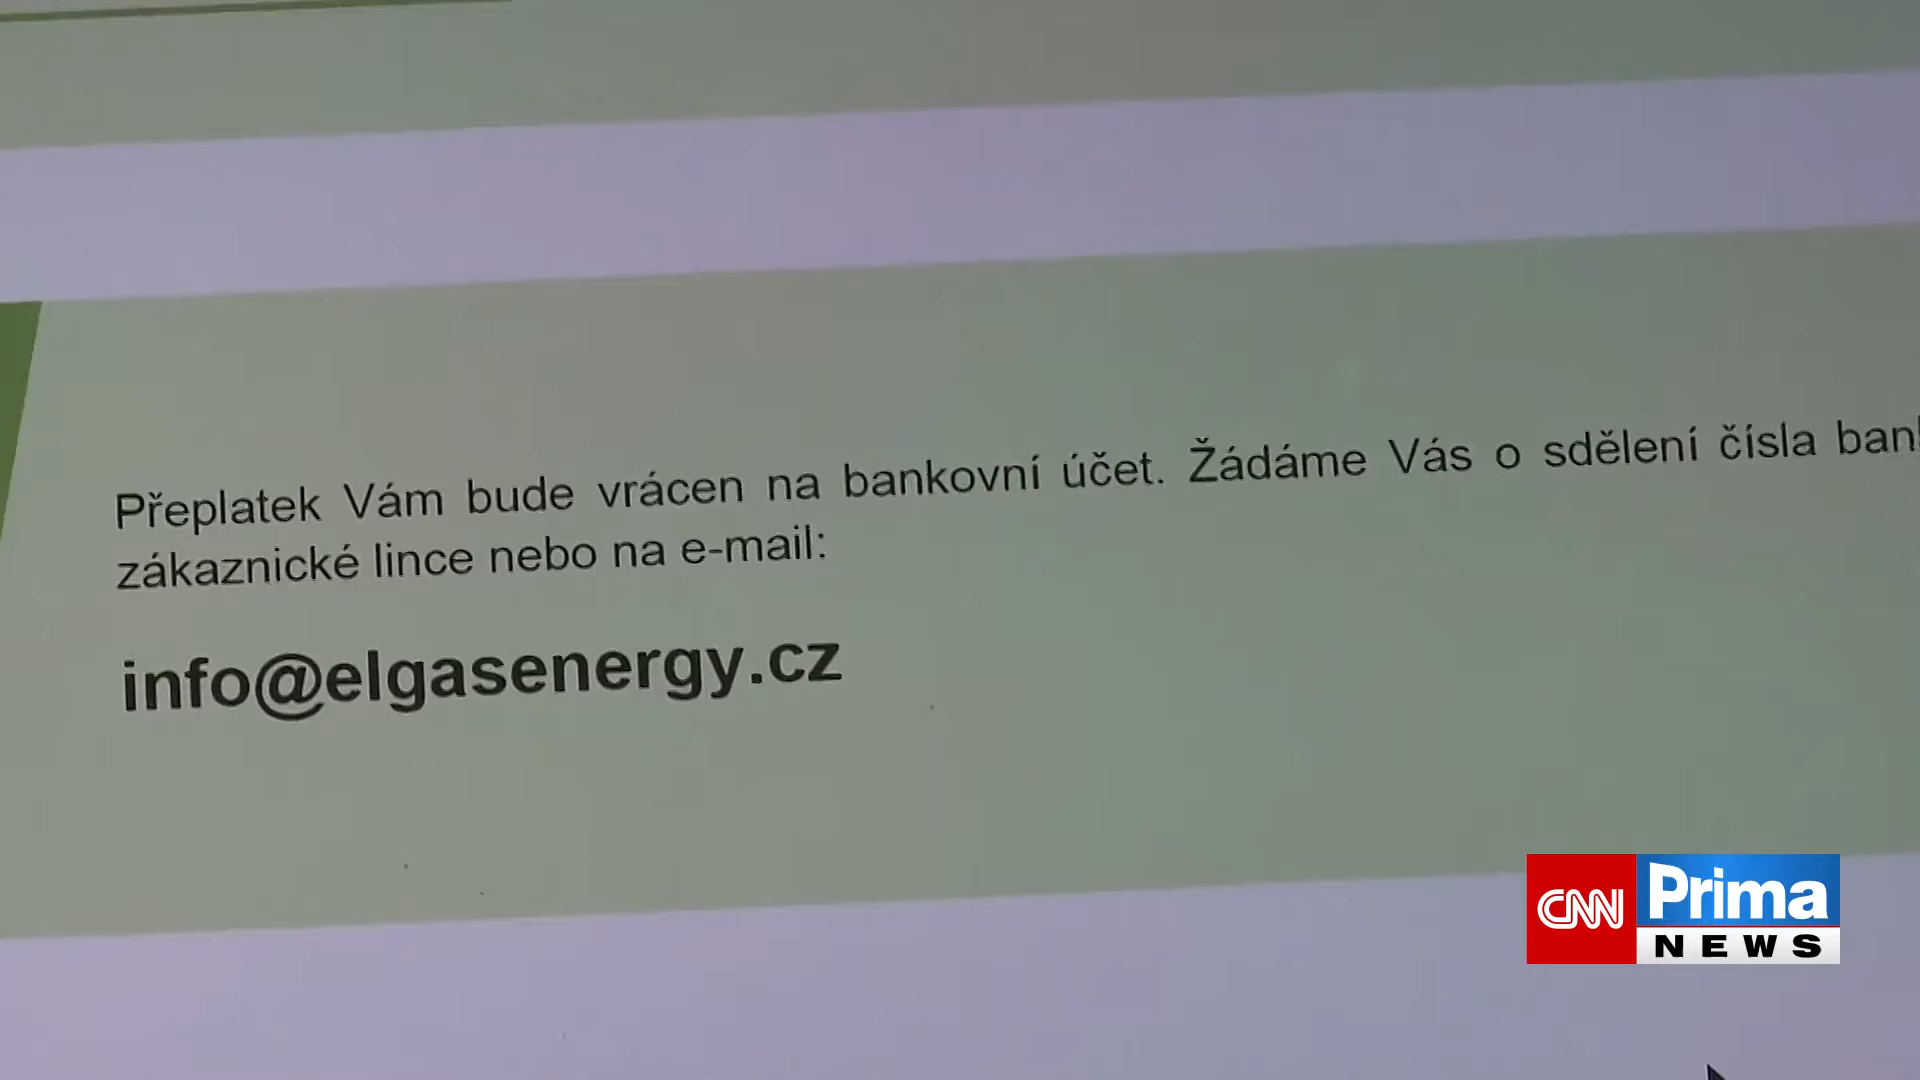 Přeplatek Vám bude vrácen na bankovní účet. Žádáme Vás o sdělení čísla
zákaznické lince nebo na e-mail:
info@elgasenergy.cz
CNN Prima
NEWS